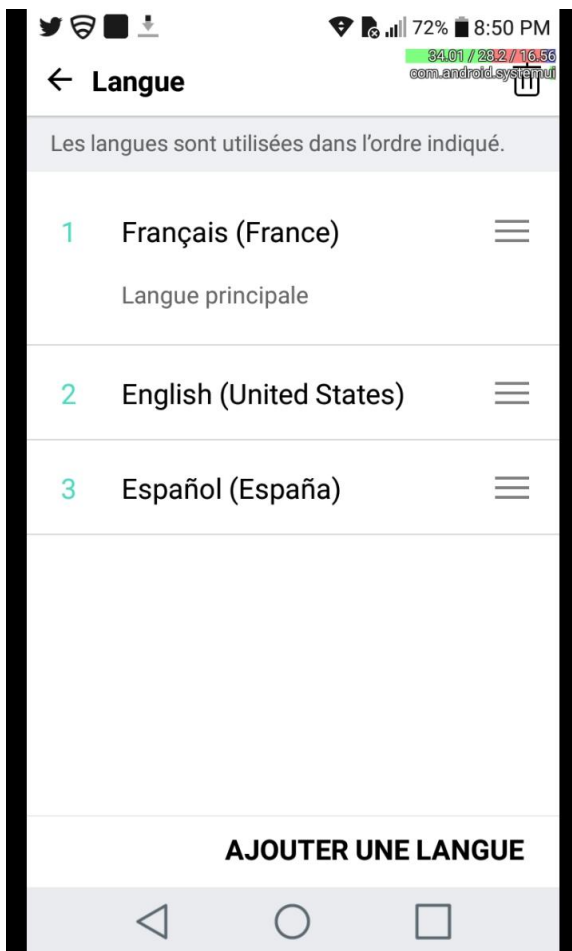 72% 8:50 PM
34.01 / 28.2 / 16.56
com.android.systemui
Langue
Les langues sont utilisées dans l’ordre indiqué.
1 Français (France)
Langue principale
2 English (United States)
3 Español (España)
AJOUTER UNE LANGUE